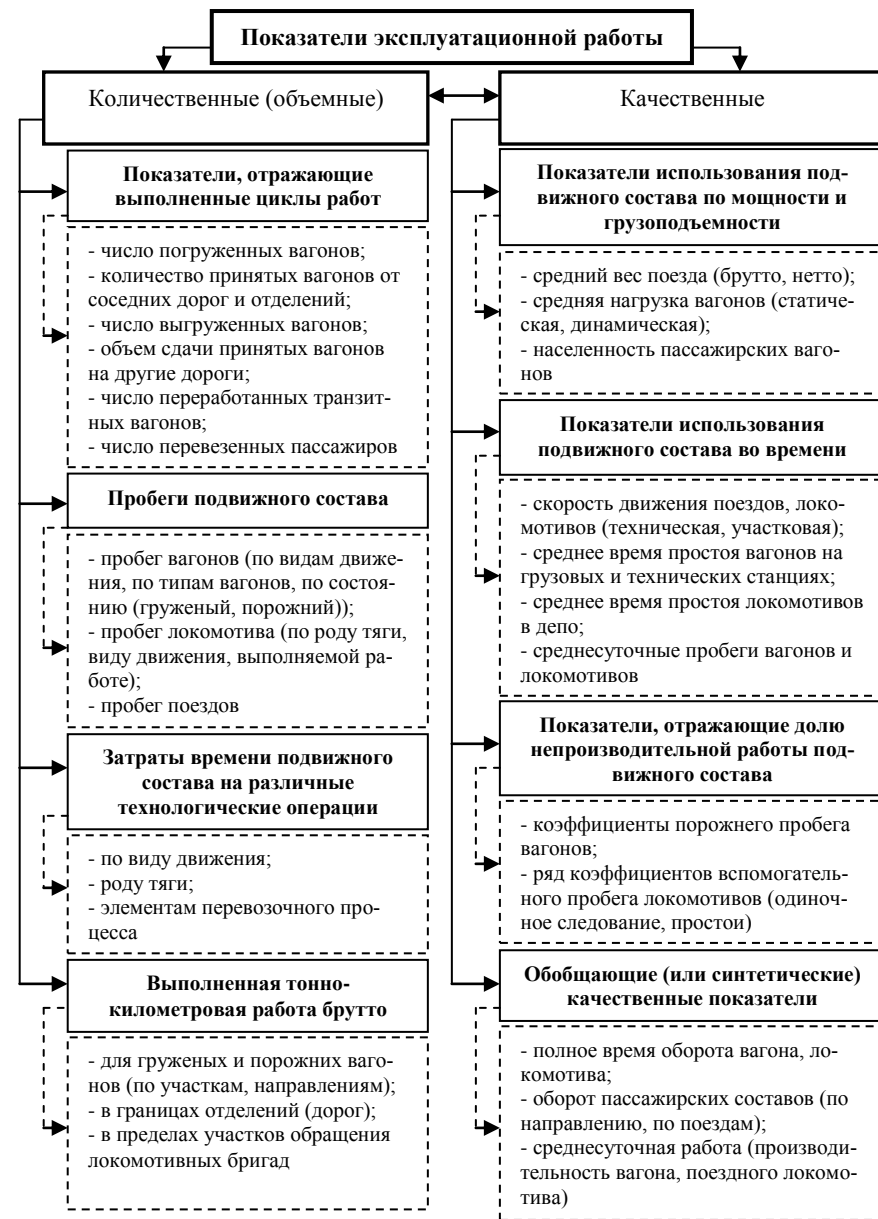 Показатели эксплуатационной работы
Количественные (объемные)
Показатели, отражающие
выполненные циклы работ
- число погруженных вагонов;
- количество принятых вагонов от
соседних дорог и отделений;
- число выгруженных вагонов;
- объем сдачи принятых вагонов
на другие дороги;
- число переработанных транзит-
ных вагонов;
- число перевезенных пассажиров
Пробеги подвижного состава
- пробег вагонов (по видам движе-
ния, по типам вагонов, по состоя-
нию (груженый, порожний));
- пробег локомотива (по роду тяги,
виду движения, выполняемой ра-
боте);
- пробег поездов
Затраты времени подвижного
состава на различные
технологические операции
- по виду движения;
- роду тяги;
- элементам перевозочного про-
цесса
Выполненная тонно-
километровая работа брутто
- для груженых и порожних ваго-
нов (по участкам, направлениям);
- в границах отделений (дорог);
- в пределах участков обращения
локомотивных бригад
Качественные
Показатели использования под-
вижного состава по мощности и
грузоподъемности
- средний вес поезда (брутто, нетто);
- средняя нагрузка вагонов (статиче-
ская, динамическая);
- населенность пассажирских ваго-
нов
Показатели использования
подвижного состава во времени
- скорость движения поездов, локо-
мотивов (техническая, участковая);
- среднее время простоя вагонов на
грузовых и технических станциях;
- среднее время простоя локомотивов
в депо;
- среднесуточные пробеги вагонов и
локомотивов
Показатели, отражающие долю
непроизводительной работы под-
вижного состава
- коэффициенты порожнего пробега
вагонов;
- ряд коэффициентов вспомогатель-
ного пробега локомотивов (одиноч-
ное следование, простои)
Обобщающие (или синтетические)
качественные показатели
- полное время оборота вагона, ло-
комотива;
- оборот пассажирских составов (по
направлению, по поездам);
- среднесуточная работа (производи-
тельность вагона, поездного локомо-
тива)